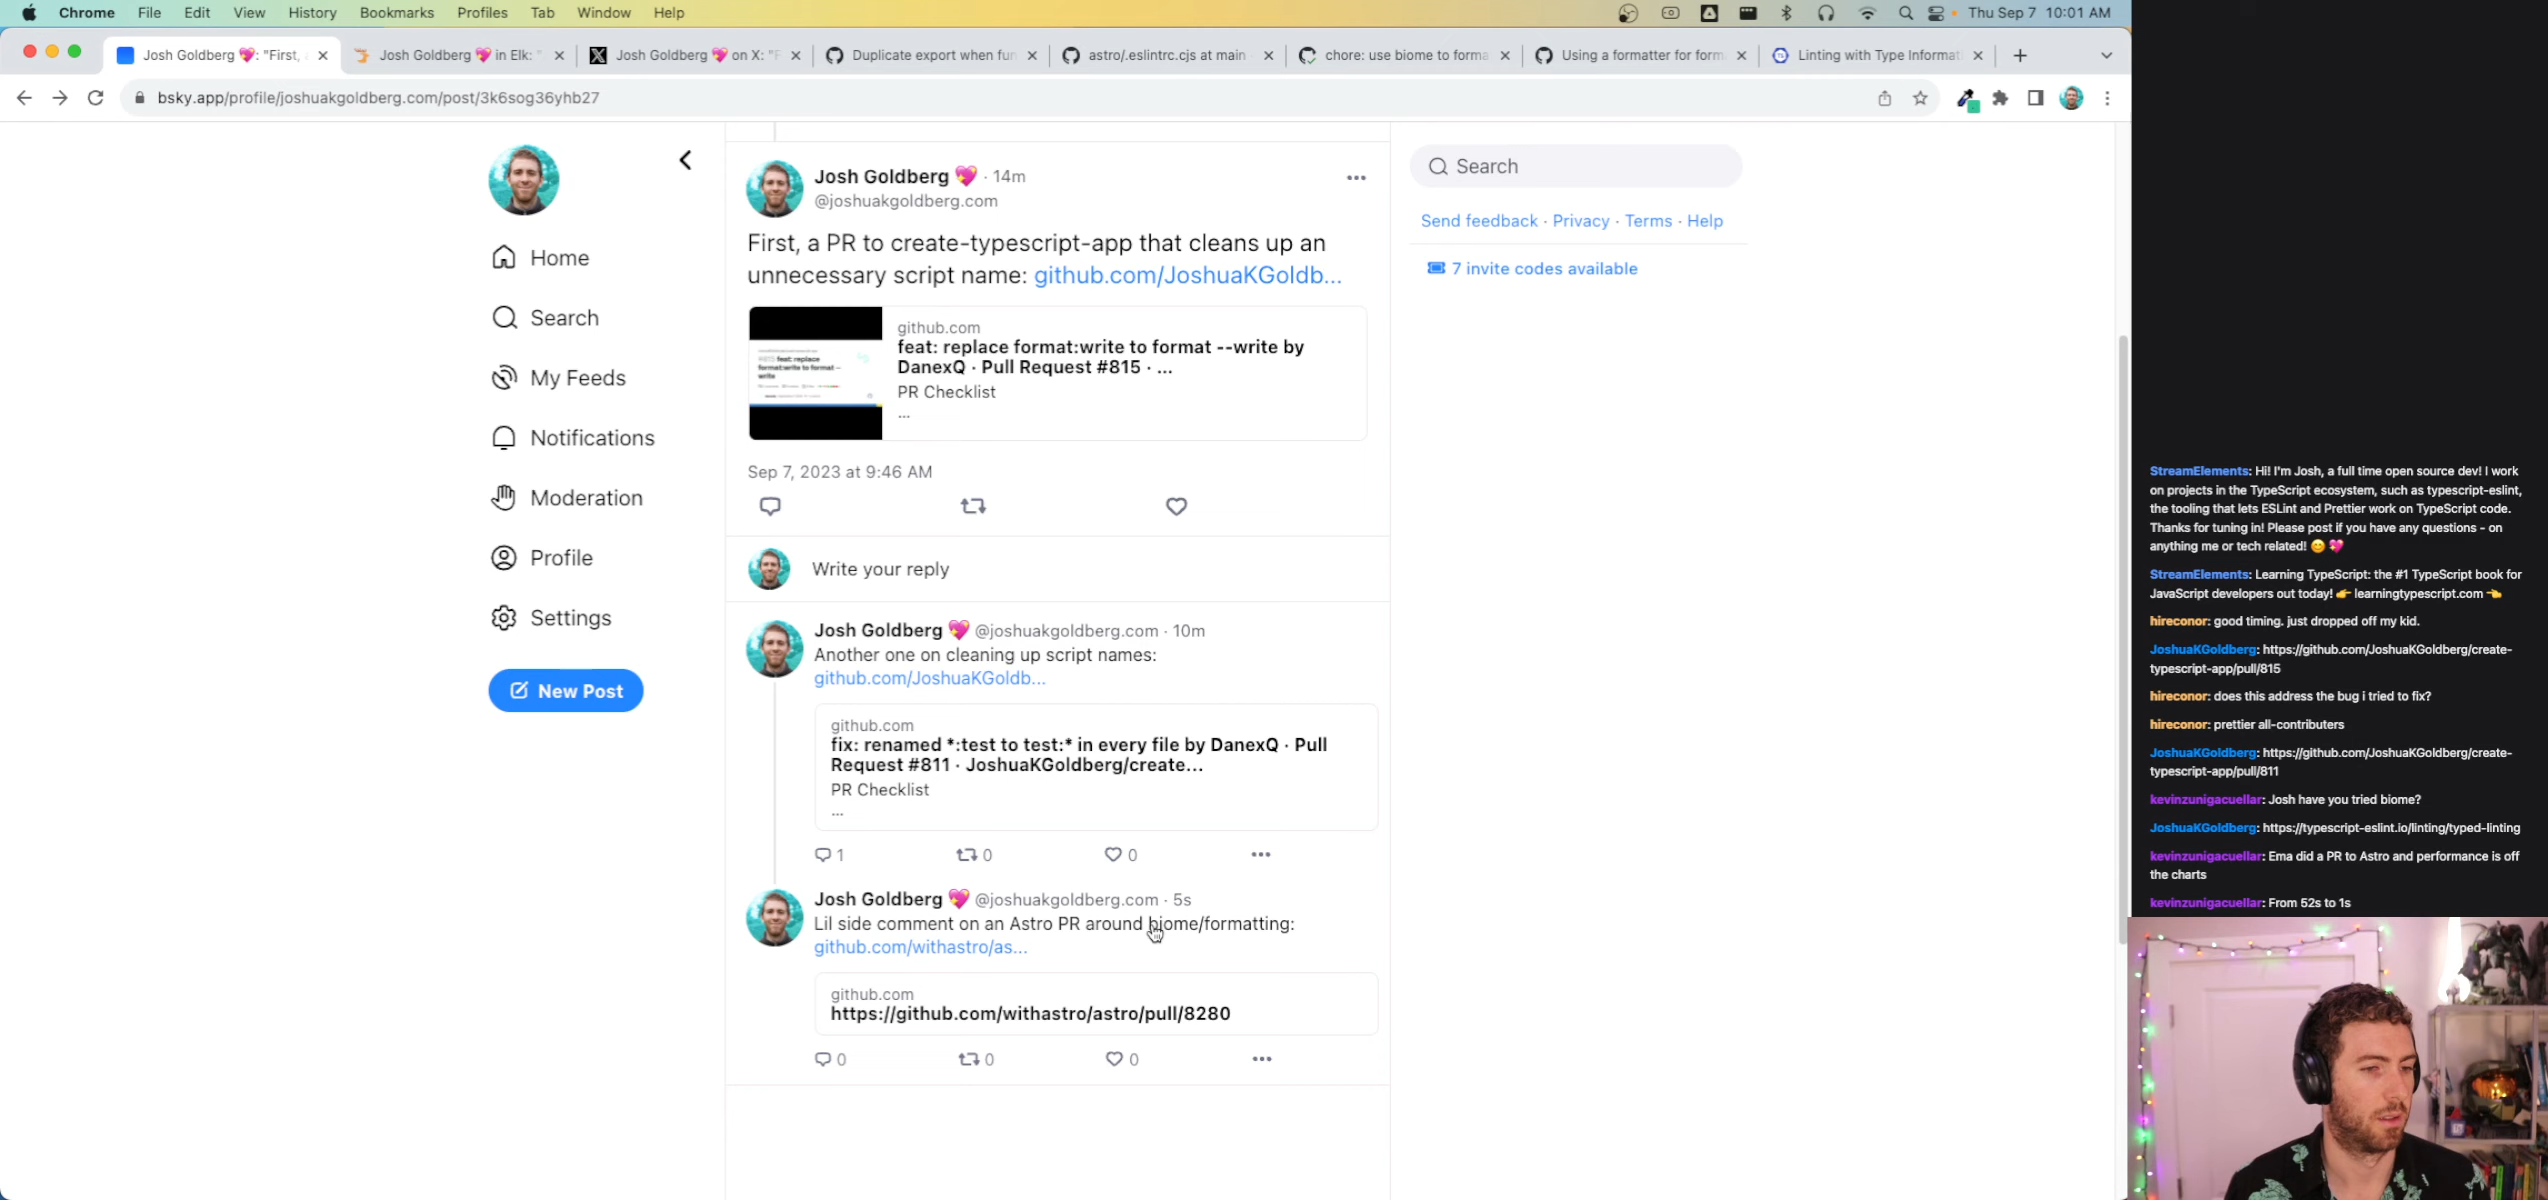 Chrome File Edit View History Bookmarks Profiles Tab Window Help Thu Sep 7 10:01 AM
Josh Goldberg 💖: "First, Josh Goldberg 💖 in Elk: " Josh Goldberg 💖 on X: "F Duplicate export when fun astro/.eslintrc.cjs at main chore: use biome to forma Using a formatter for form Linting with Type Informat
bsky.app/profile/joshuakgoldberg.com/post/3k6sog36yhb27
Home
Search
My Feeds
Notifications
Moderation
Profile
Settings
New Post
Josh Goldberg 💖 · 14m
@joshuakgoldberg.com
First, a PR to create-typescript-app that cleans up an
unnecessary script name: github.com/JoshuaKGoldb...
github.com
feat: replace format:write to format --write by
DanexQ · Pull Request #815 · ...
PR Checklist
...
Sep 7, 2023 at 9:46 AM
Write your reply
Josh Goldberg 💖 @joshuakgoldberg.com · 10m
Another one on cleaning up script names:
github.com/JoshuaKGoldb...
github.com
fix: renamed *:test to test:* in every file by DanexQ · Pull
Request #811 · JoshuaKGoldberg/create...
PR Checklist
...
1 0 0
Josh Goldberg 💖 @joshuakgoldberg.com · 5s
Lil side comment on an Astro PR around biome/formatting:
github.com/withastro/as...
github.com
https://github.com/withastro/astro/pull/8280
0 0 0
Search
Send feedback · Privacy · Terms · Help
7 invite codes available
StreamElements: Hi! I'm Josh, a full time open source dev! I work
on projects in the TypeScript ecosystem, such as typescript-eslint,
the tooling that lets ESLint and Prettier work on TypeScript code.
Thanks for tuning in! Please post if you have any questions - on
anything me or tech related! 😊 💖
StreamElements: Learning TypeScript: the #1 TypeScript book for
JavaScript developers out today! 👉 learningtypescript.com 👈
hireconor: good timing. just dropped off my kid.
JoshuaKGoldberg: https://github.com/JoshuaKGoldberg/create-
typescript-app/pull/815
hireconor: does this address the bug i tried to fix?
hireconor: prettier all-contributers
JoshuaKGoldberg: https://github.com/JoshuaKGoldberg/create-
typescript-app/pull/811
kevinzunigacuellar: Josh have you tried biome?
JoshuaKGoldberg: https://typescript-eslint.io/linting/typed-linting
kevinzunigacuellar: Ema did a PR to Astro and performance is off
the charts
kevinzunigacuellar: From 52s to 1s